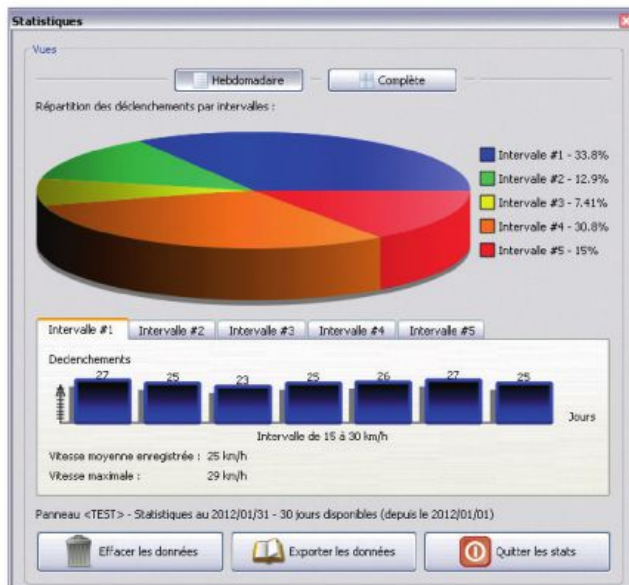 Statistiques
Vues
Hebdomadaire
Complète
Répartition des déclenchements par intervalles :
Intervalle #1 - 33.8%
Intervalle #2 - 12.9%
Intervalle #3 - 7.41%
Intervalle #4 - 30.8%
Intervalle #5 - 15%
Intervalle #1 Intervalle #2 Intervalle #3 Intervalle #4 Intervalle #5
Declenchements
27 25 23 25 26 27 25
Jours
Intervalle de 15 à 30 km/h
Vitesse moyenne enregistrée : 25 km/h
Vitesse maximale : 29 km/h
Panneau <TEST> - Statistiques au 2012/01/31 - 30 jours disponibles (depuis le 2012/01/01)
Effacer les données
Exporter les données
Quitter les stats